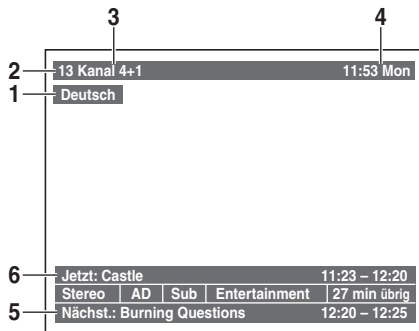 3 4
2 13 Kanal 4+1 11:53 Mon
1 Deutsch
6 Jetzt: Castle 11:23 – 12:20
Stereo AD Sub Entertainment 27 min übrig
5 Nächst.: Burning Questions 12:20 – 12:25